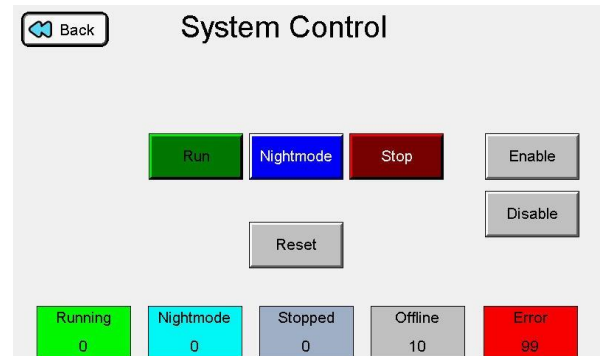 Back
System Control
Run
Nightmode
Stop
Enable
Disable
Reset
Running
Nightmode
Stopped
Offline
Error
0
0
0
10
99